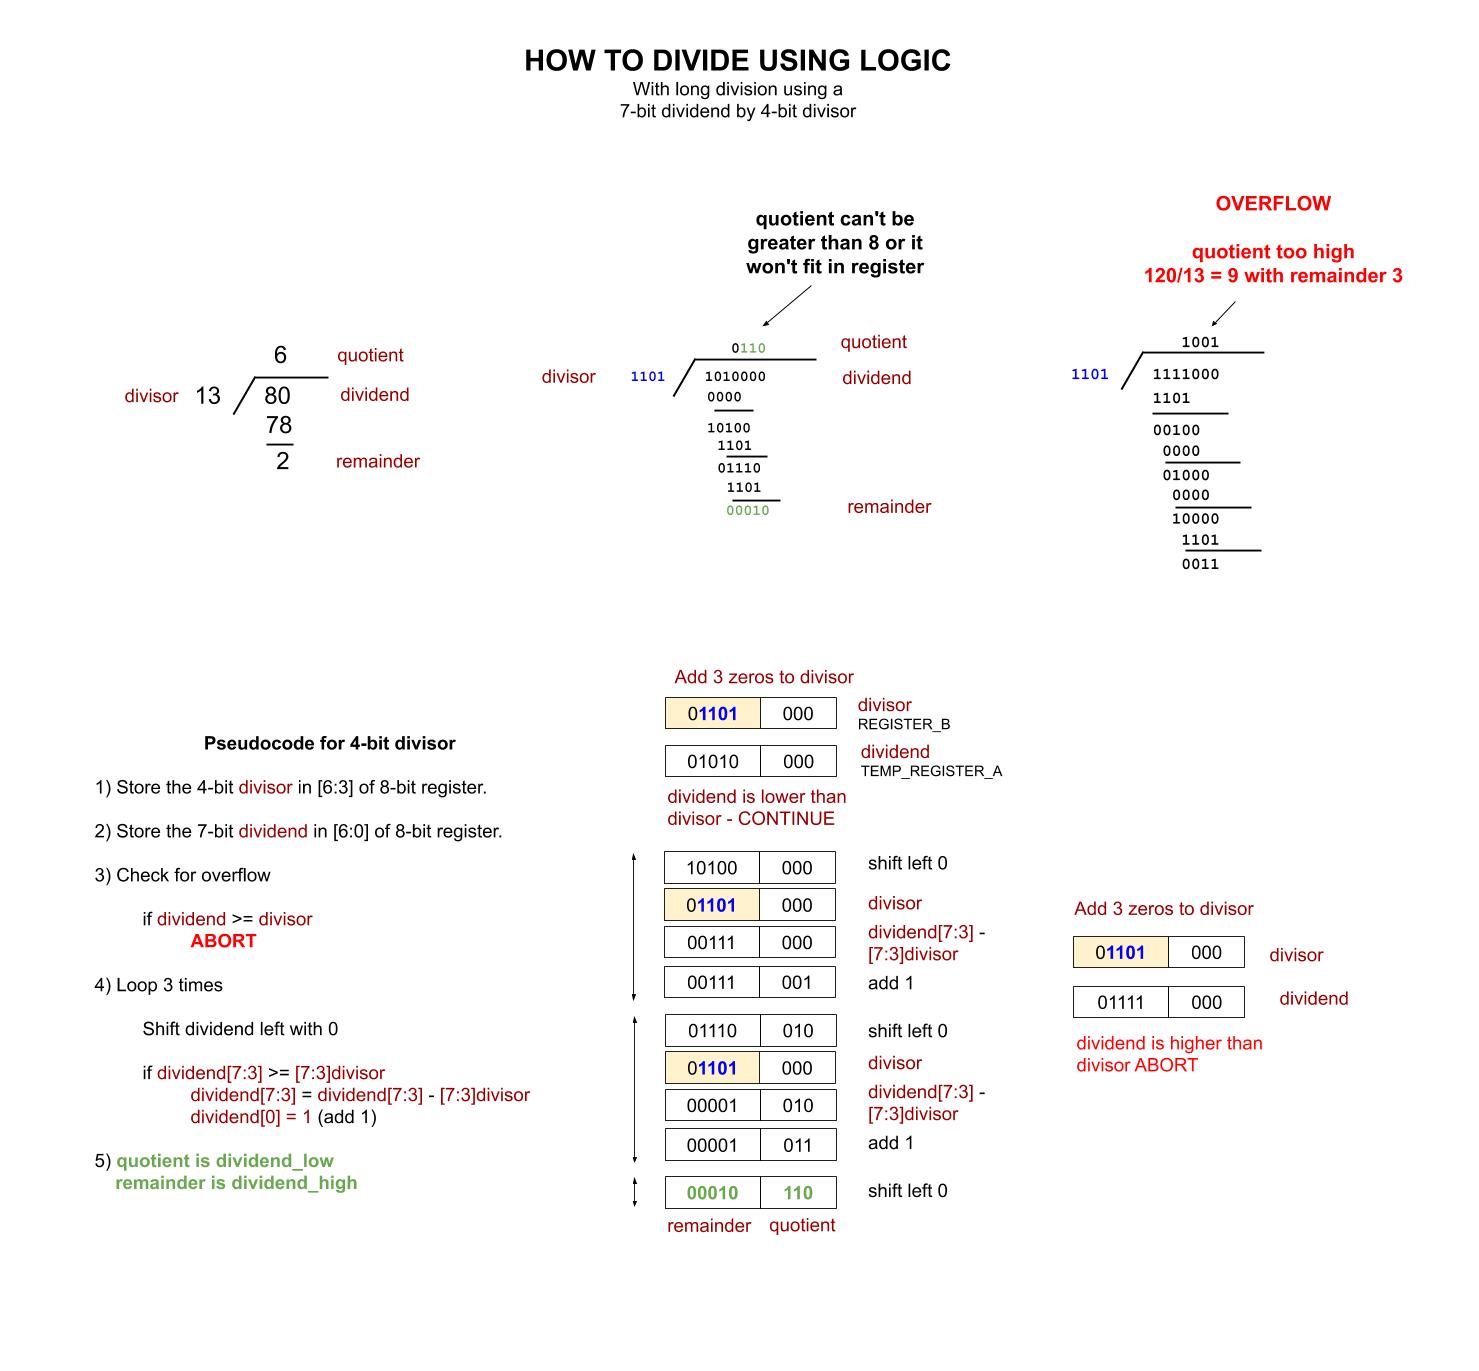 HOW TO DIVIDE USING LOGIC
With long division using a
7-bit dividend by 4-bit divisor
6
quotient
divisor
13
80
dividend
78
2
remainder
quotient can't be
greater than 8 or it
won't fit in register
0110
quotient
divisor
1101
1010000
dividend
0000
10100
1101
01110
1101
00010
remainder
OVERFLOW
quotient too high
120/13 = 9 with remainder 3
1001
1101
1111000
1101
00100
0000
01000
0000
10000
1101
0011
Pseudocode for 4-bit divisor
1) Store the 4-bit divisor in [6:3] of 8-bit register.
2) Store the 7-bit dividend in [6:0] of 8-bit register.
3) Check for overflow
if dividend >= divisor
ABORT
4) Loop 3 times
Shift dividend left with 0
if dividend[7:3] >= [7:3]divisor
dividend[7:3] = dividend[7:3] - [7:3]divisor
dividend[0] = 1 (add 1)
5) quotient is dividend_low
remainder is dividend_high
Add 3 zeros to divisor
01101 000
divisor
REGISTER_B
01010 000
dividend
TEMP_REGISTER_A
dividend is lower than
divisor - CONTINUE
10100 000 shift left 0
01101 000 divisor
00111 000
dividend[7:3] -
[7:3]divisor
00111 001 add 1
01110 010 shift left 0
01101 000 divisor
00001 010
dividend[7:3] -
[7:3]divisor
00001 011 add 1
00010 110 shift left 0
remainder quotient
Add 3 zeros to divisor
01101 000 divisor
01111 000 dividend
dividend is higher than
divisor ABORT